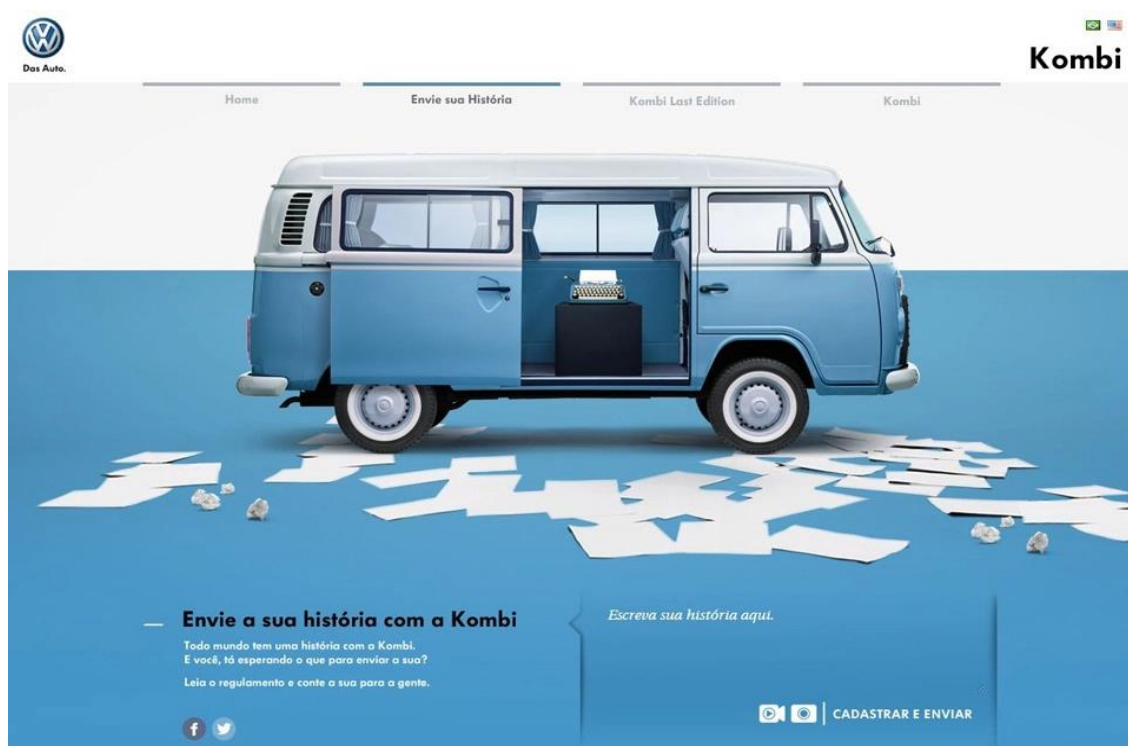 Das Auto.
Kombi
Home
Envie sua História
Kombi Last Edition
Kombi
Envie a sua história com a Kombi
Todo mundo tem uma história com a Kombi.
E você, tá esperando o que para enviar a sua?
Leia o regulamento e conte a sua para a gente.
Escreva sua história aqui.
CADASTRAR E ENVIAR